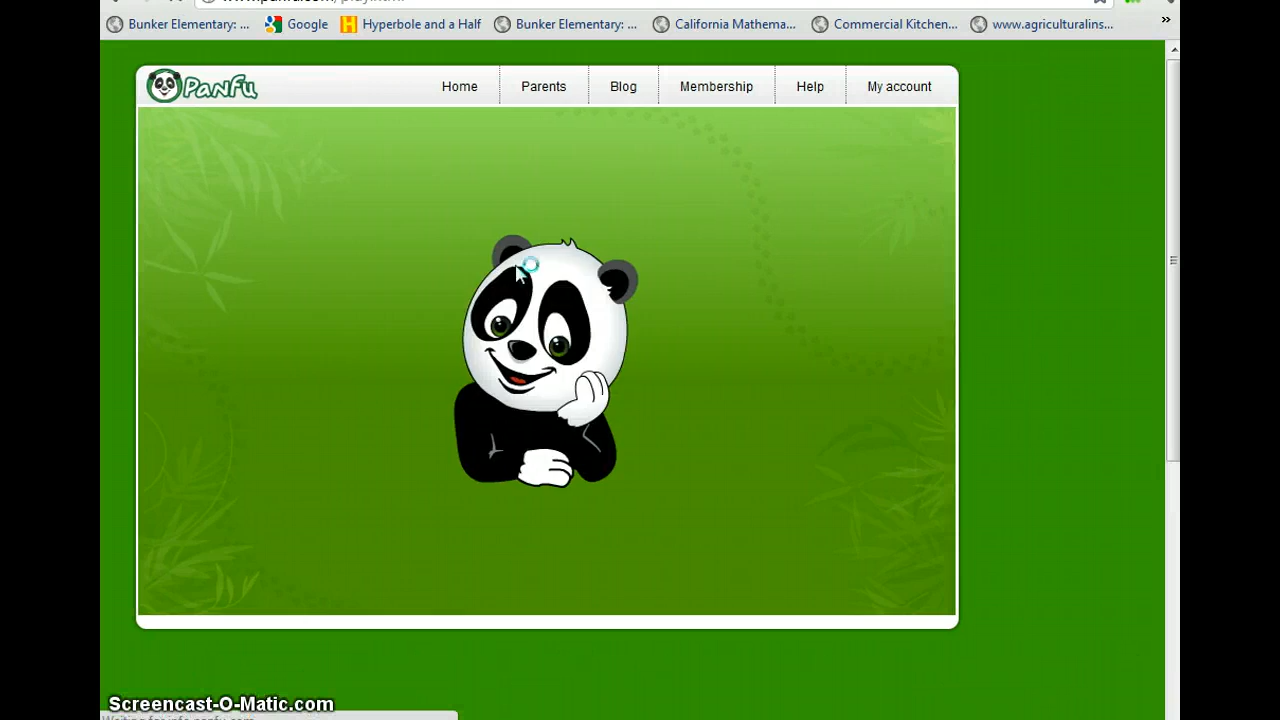 Bunker Elementary: ... Google Hyperbole and a Half Bunker Elementary: ... California Mathema... Commercial Kitchen... www.agriculturalins... »
PanFu Home Parents Blog Membership Help My account
Screencast-O-Matic.com